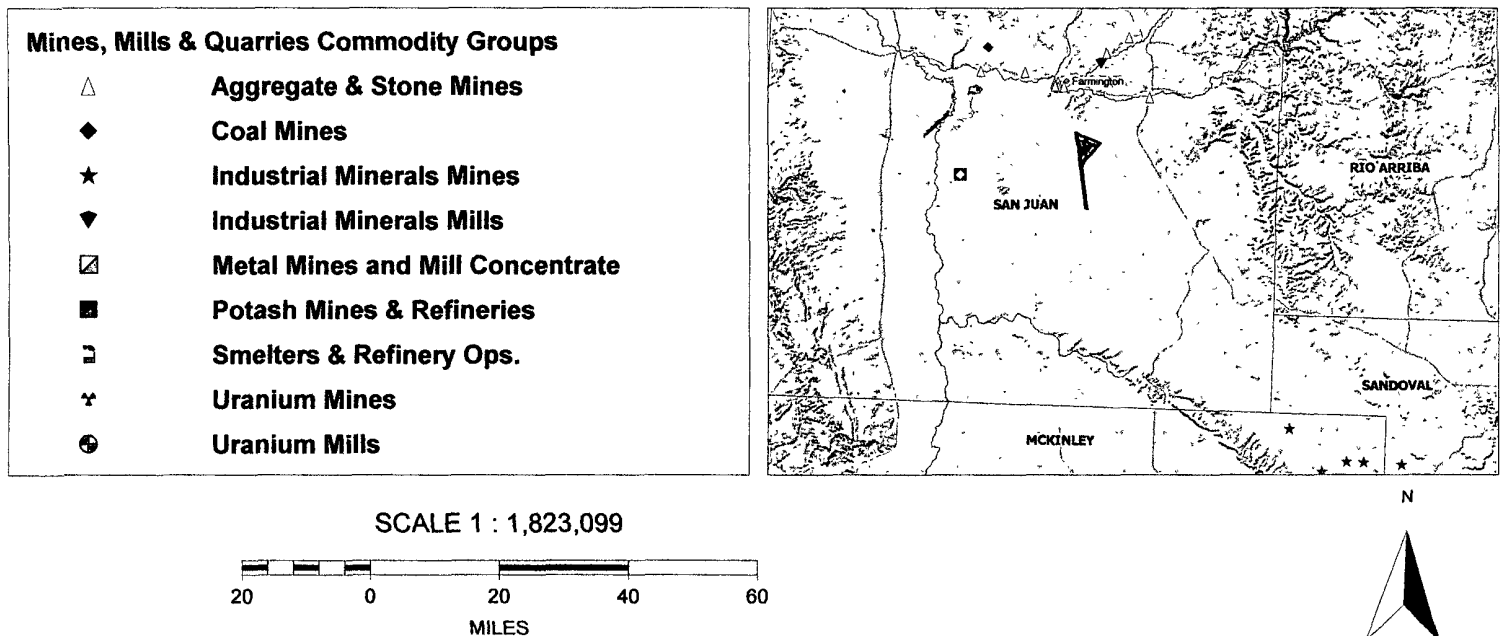 Mines, Mills & Quarries Commodity Groups
Aggregate & Stone Mines
Coal Mines
Industrial Minerals Mines
Industrial Minerals Mills
Metal Mines and Mill Concentrate
Potash Mines & Refineries
Smelters & Refinery Ops.
Uranium Mines
Uranium Mills
Farmington
RIO ARRIBA
SAN JUAN
SANDOVAL
MCKINLEY
SCALE 1 : 1,823,099
20 0 20 40 60
MILES
N